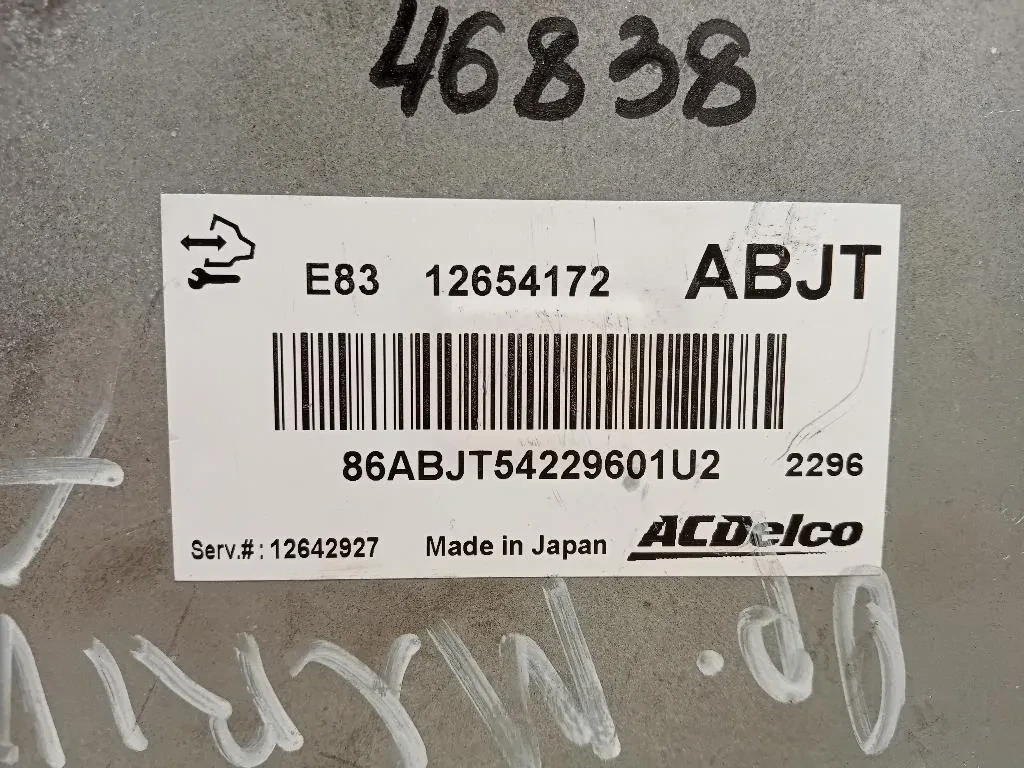 46838
E83 12654172 ABJT
86ABJT54229601U2 2296
Serv.#: 12642927 Made in Japan ACDelco